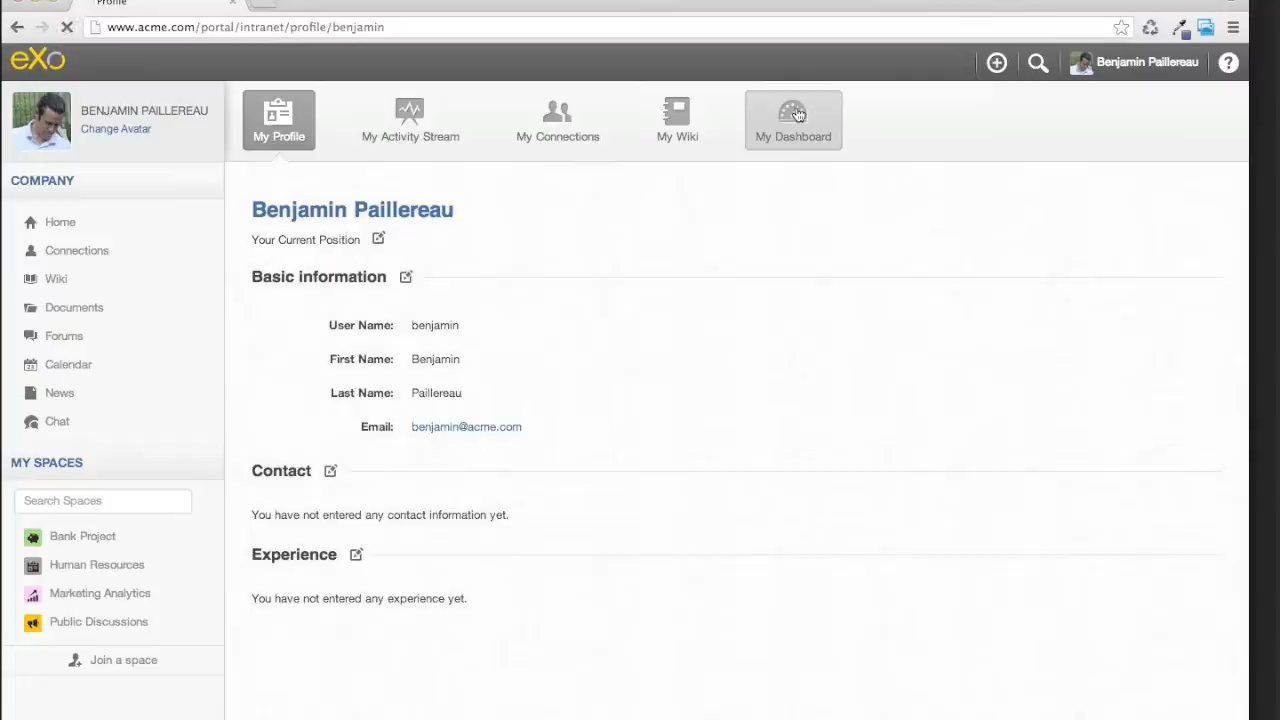 Profile
www.acme.com/portal/intranet/profile/benjamin
eXo
Benjamin Paillereau
BENJAMIN PAILLEREAU
Change Avatar
My Profile
My Activity Stream
My Connections
My Wiki
My Dashboard
COMPANY
Home
Connections
Wiki
Documents
Forums
Calendar
News
Chat
MY SPACES
Search Spaces
Bank Project
Human Resources
Marketing Analytics
Public Discussions
Join a space
Benjamin Paillereau
Your Current Position
Basic information
User Name: benjamin
First Name: Benjamin
Last Name: Paillereau
Email: benjamin@acme.com
Contact
You have not entered any contact information yet.
Experience
You have not entered any experience yet.